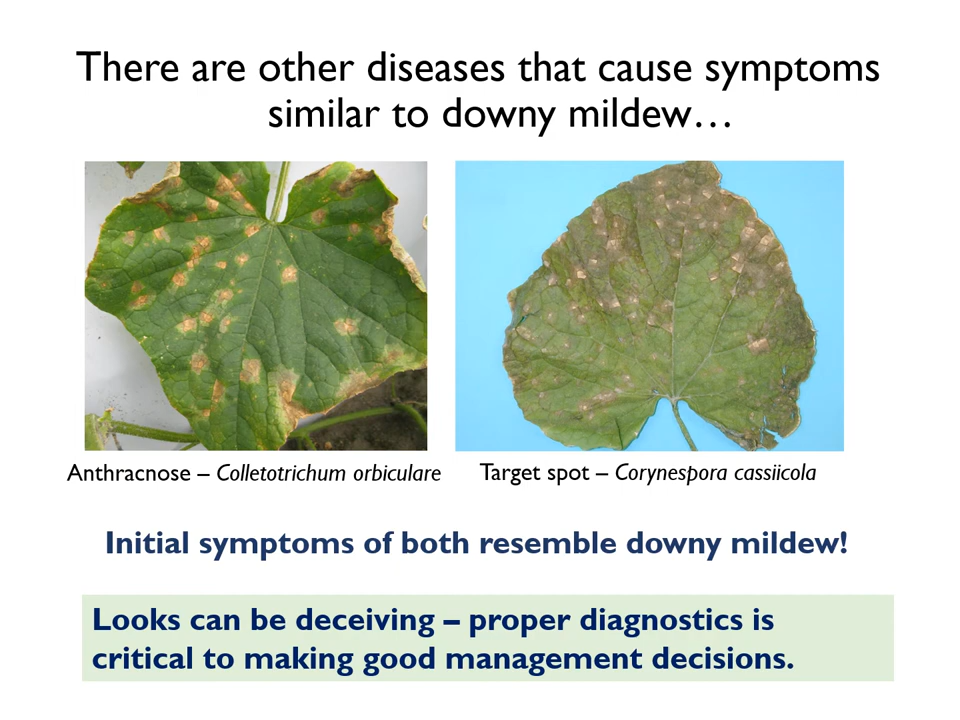 There are other diseases that cause symptoms
similar to downy mildew…
Anthracnose – Colletotrichum orbiculare
Target spot – Corynespora cassiicola
Initial symptoms of both resemble downy mildew!
Looks can be deceiving – proper diagnostics is
critical to making good management decisions.